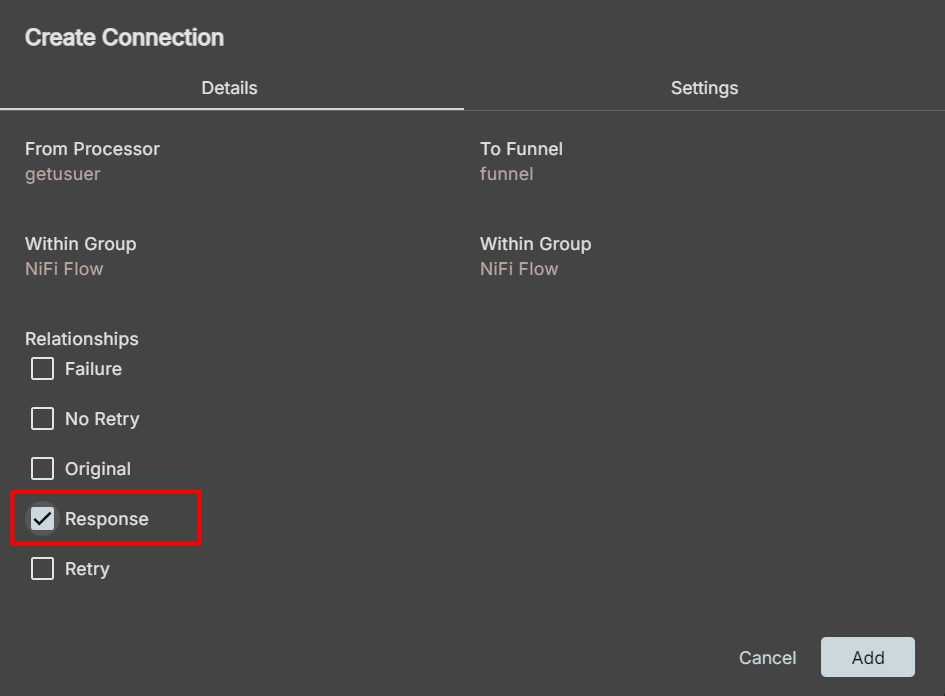 Create Connection
Details
Settings
From Processor
getusuer
To Funnel
funnel
Within Group
NiFi Flow
Within Group
NiFi Flow
Relationships
Failure
No Retry
Original
Response
Retry
Cancel
Add